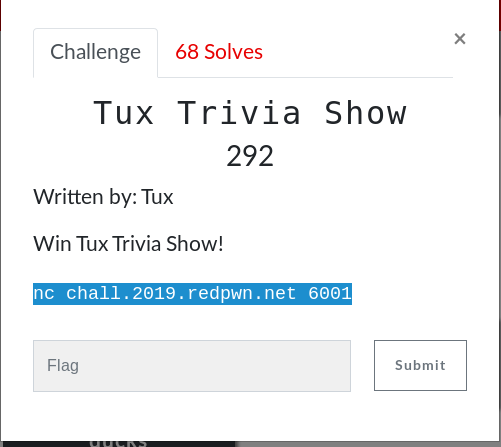 ×
Challenge
68 Solves
Tux Trivia Show
292
Written by: Tux
Win Tux Trivia Show!
nc chall.2019.redpwn.net 6001
Flag
Submit
ducks